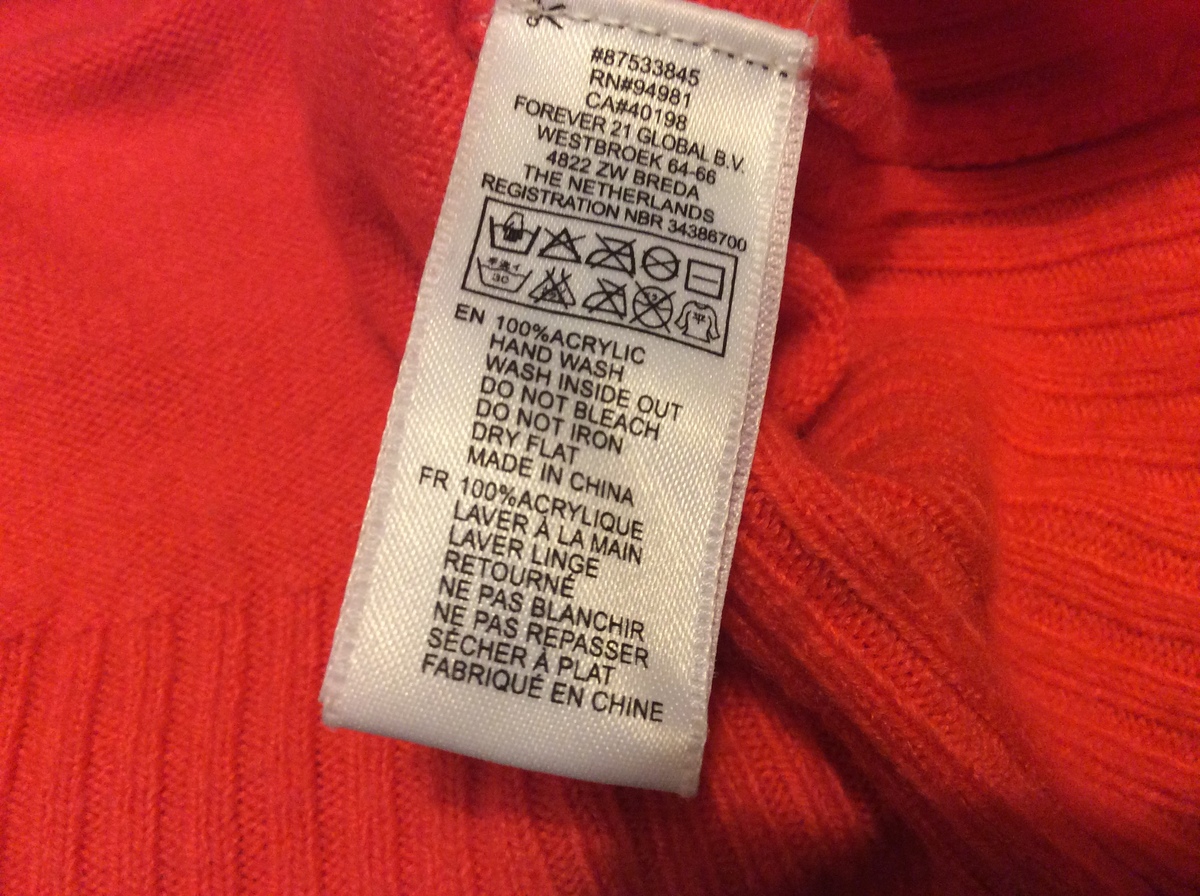 #87533845
RN#94981
CA#40198
FOREVER 21 GLOBAL B.V.
WESTBROEK 64-66
4822 ZW BREDA
THE NETHERLANDS
REGISTRATION NBR 34386700
30
平
EN 100%ACRYLIC
HAND WASH
WASH INSIDE OUT
DO NOT BLEACH
DO NOT IRON
DRY FLAT
MADE IN CHINA
FR 100%ACRYLIQUE
LAVER À LA MAIN
LAVER LINGE
RETOURNÉ
NE PAS BLANCHIR
NE PAS REPASSER
SÉCHER À PLAT
FABRIQUÉ EN CHINE